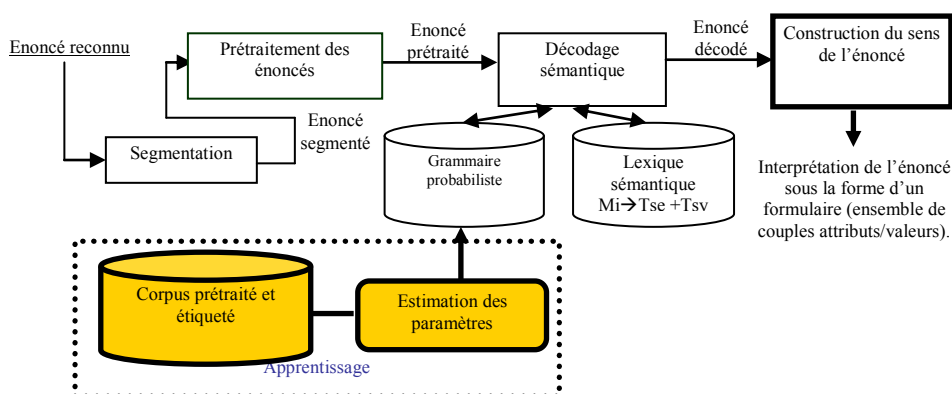 Enoncé reconnu
Segmentation
Enoncé
segmenté
Prétraitement des
énoncés
Enoncé
prétraité
Décodage
sémantique
Enoncé
décodé
Construction du sens
de l'énoncé
Grammaire
probabiliste
Lexique
sémantique
Mi→Tse +Tsv
Interprétation de l'énoncé
sous la forme d'un
formulaire (ensemble de
couples attributs/valeurs).
Corpus prétraité et
étiqueté
Estimation des
paramètres
Apprentissage